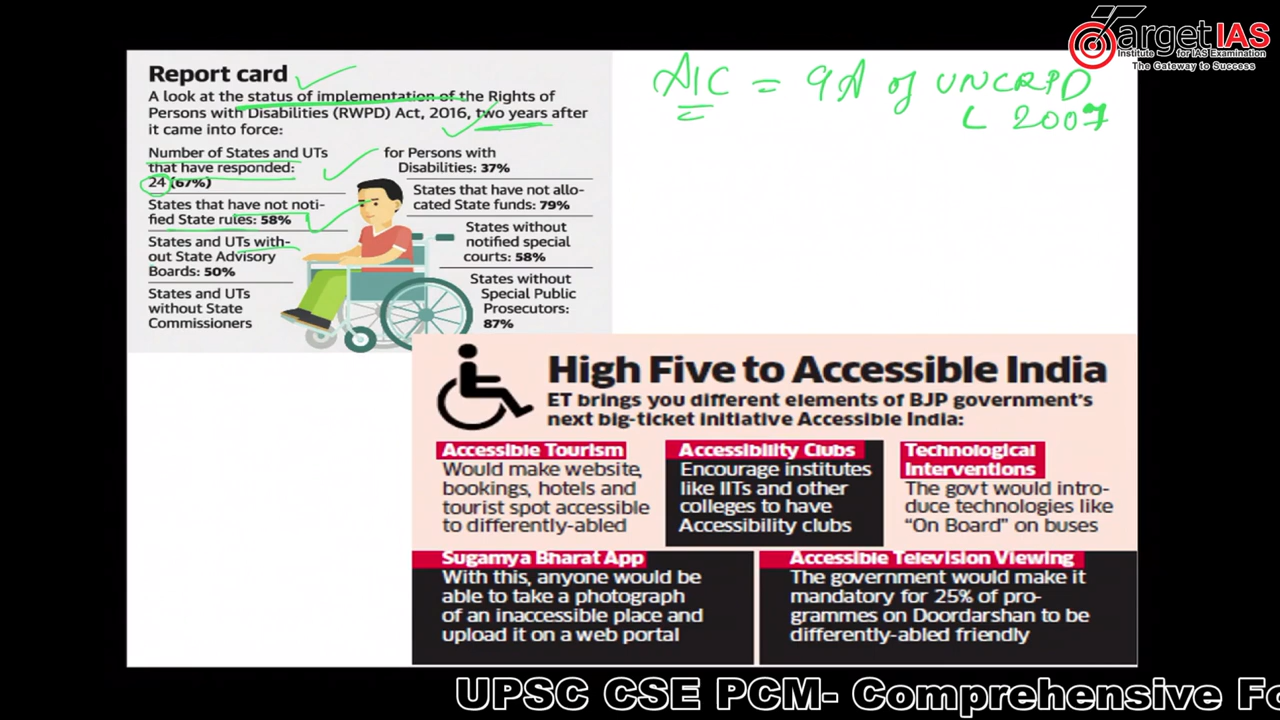 Target IAS
Institute for IAS Examination
The Gateway to Success
AIC = 9A of UNCRPD
2007
Report card
A look at the status of implementation of the Rights of
Persons with Disabilities (RWPD) Act, 2016, two years after
it came into force:
Number of States and UTs
that have responded:
24 (67%)
States that have not noti-
fied State rules: 58%
States and UTs with-
out State Advisory
Boards: 50%
States and UTs
without State
Commissioners
for Persons with
Disabilities: 37%
States that have not allo-
cated State funds: 79%
States without
notified special
courts: 58%
States without
Special Public
Prosecutors:
87%
High Five to Accessible India
ET brings you different elements of BJP government's
next big-ticket initiative Accessible India:
Accessible Tourism
Would make website,
bookings, hotels and
tourist spot accessible
to differently-abled
Accessibility Clubs
Encourage institutes
like IITs and other
colleges to have
Accessibility clubs
Technological
Interventions
The govt would intro-
duce technologies like
"On Board" on buses
Sugamya Bharat App
With this, anyone would be
able to take a photograph
of an inaccessible place and
upload it on a web portal
Accessible Television Viewing
The government would make it
mandatory for 25% of pro-
grammes on Doordarshan to be
differently-abled friendly
UPSC CSE PCM- Comprehensive Fo